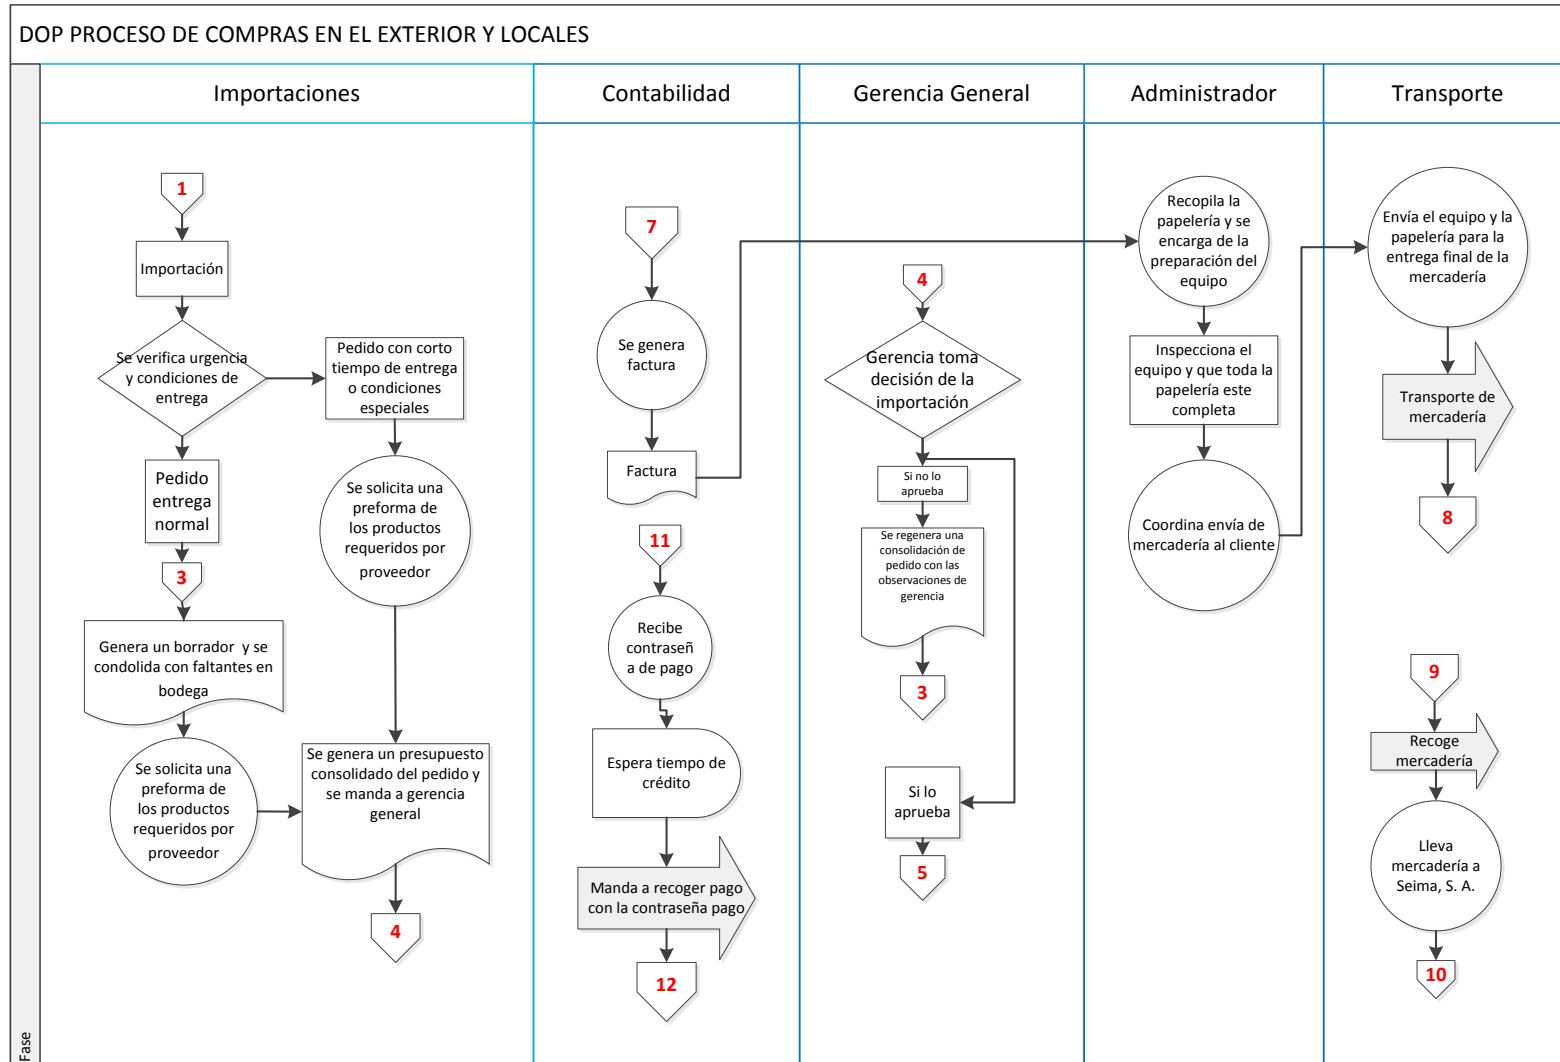 DOP PROCESO DE COMPRAS EN EL EXTERIOR Y LOCALES
Fase
Importaciones
Contabilidad
Gerencia General
Administrador
Transporte
1
Importación
Se verifica urgencia
y condiciones de
entrega
Pedido con corto
tiempo de entrega
o condiciones
especiales
Pedido
entrega
normal
3
Se solicita una
preforma de
los productos
requeridos por
proveedor
Genera un borrador y se
condolida con faltantes en
bodega
Se solicita una
preforma de
los productos
requeridos por
proveedor
Se genera un presupuesto
consolidado del pedido y
se manda a gerencia
general
4
7
Se genera
factura
Factura
11
Recibe
contraseñ
a de pago
Espera tiempo de
crédito
Manda a recoger pago
con la contraseña pago
12
4
Gerencia toma
decisión de la
importación
Si no lo
aprueba
Se regenera una
consolidación de
pedido con las
observaciones de
gerencia
3
Si lo
aprueba
5
Recopila la
papelería y se
encarga de la
preparación del
equipo
Inspecciona el
equipo y que toda la
papelería este
completa
Coordina envía de
mercadería al cliente
Envía el equipo y la
papelería para la
entrega final de la
mercadería
Transporte de
mercadería
8
9
Recoge
mercadería
Lleva
mercadería a
Seima, S. A.
10